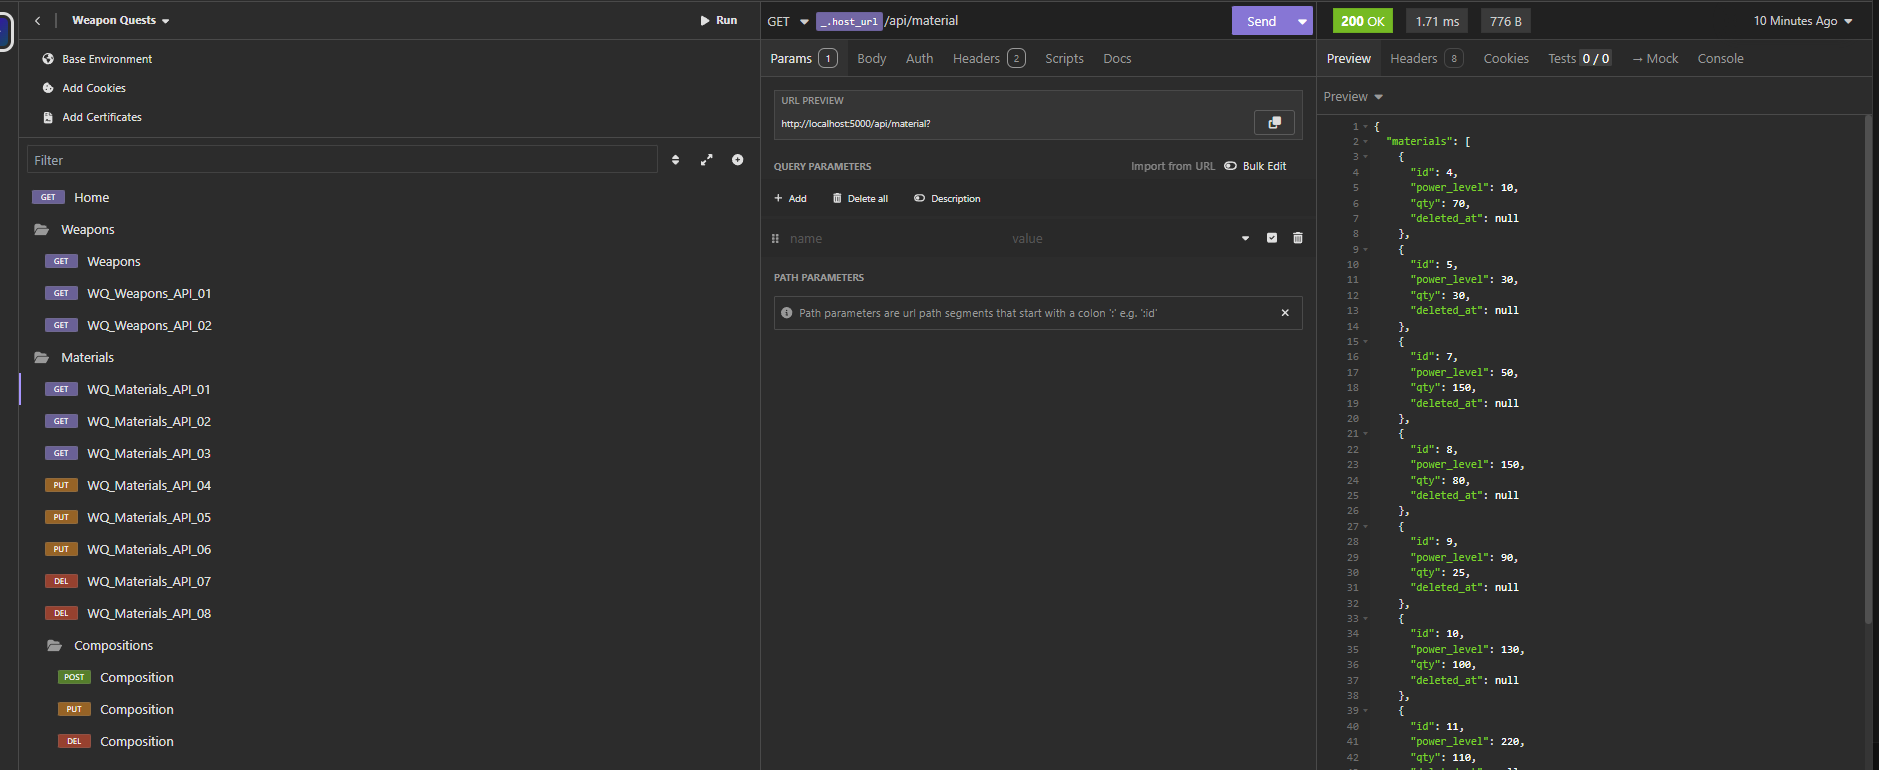 Weapon Quests
Run
Base Environment
Add Cookies
Add Certificates
Filter
GET Home
Weapons
GET Weapons
GET WQ_Weapons_API_01
GET WQ_Weapons_API_02
Materials
GET WQ_Materials_API_01
GET WQ_Materials_API_02
GET WQ_Materials_API_03
PUT WQ_Materials_API_04
PUT WQ_Materials_API_05
PUT WQ_Materials_API_06
DEL WQ_Materials_API_07
DEL WQ_Materials_API_08
Compositions
POST Composition
PUT Composition
DEL Composition
GET _.host_url /api/material Send
Params 1 Body Auth Headers 2 Scripts Docs
URL PREVIEW
http://localhost:5000/api/material?
QUERY PARAMETERS Import from URL Bulk Edit
+ Add Delete all Description
name value
PATH PARAMETERS
Path parameters are url path segments that start with a colon ':' e.g. ':id'
200 OK 1.71 ms 776 B 10 Minutes Ago
Preview Headers 8 Cookies Tests 0 / 0 → Mock Console
Preview
1 {
2 "materials": [
3 {
4 "id": 4,
5 "power_level": 10,
6 "qty": 70,
7 "deleted_at": null
8 },
9 {
10 "id": 5,
11 "power_level": 30,
12 "qty": 30,
13 "deleted_at": null
14 },
15 {
16 "id": 7,
17 "power_level": 50,
18 "qty": 150,
19 "deleted_at": null
20 },
21 {
22 "id": 8,
23 "power_level": 150,
24 "qty": 80,
25 "deleted_at": null
26 },
27 {
28 "id": 9,
29 "power_level": 90,
30 "qty": 25,
31 "deleted_at": null
32 },
33 {
34 "id": 10,
35 "power_level": 130,
36 "qty": 100,
37 "deleted_at": null
38 },
39 {
40 "id": 11,
41 "power_level": 220,
42 "qty": 110,